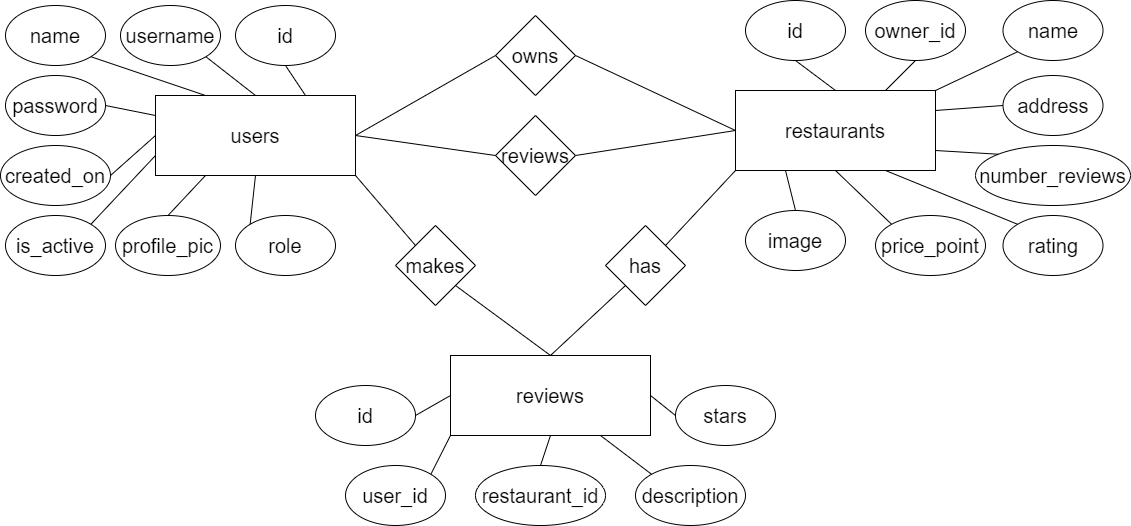 name
username
id
owns
id
owner_id
name
password
users
restaurants
address
reviews
created_on
number_reviews
is_active
profile_pic
role
makes
has
image
price_point
rating
reviews
id
stars
user_id
restaurant_id
description